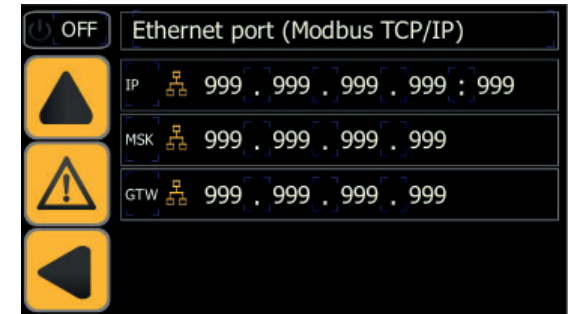 OFF
Ethernet port (Modbus TCP/IP)
IP 999 . 999 . 999 . 999 : 999
MSK 999 . 999 . 999 . 999
GTW 999 . 999 . 999 . 999